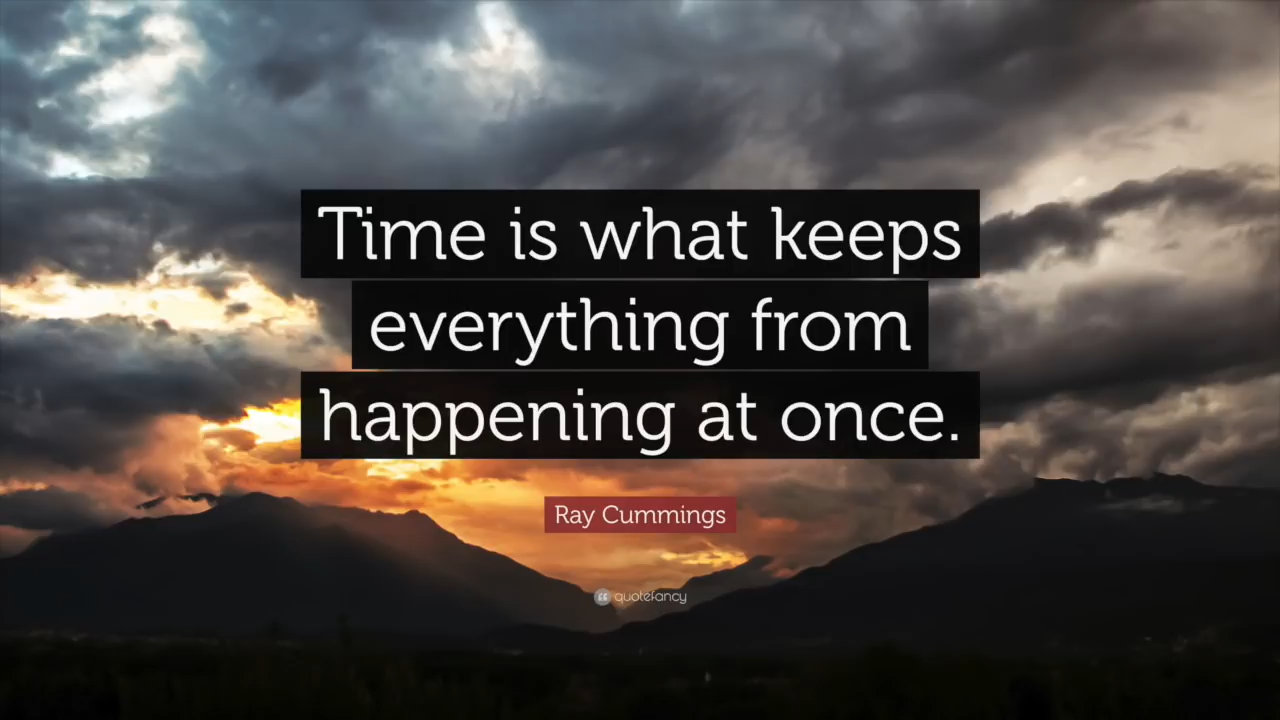 Time is what keeps
everything from
happening at once.
Ray Cummings
quotefancy